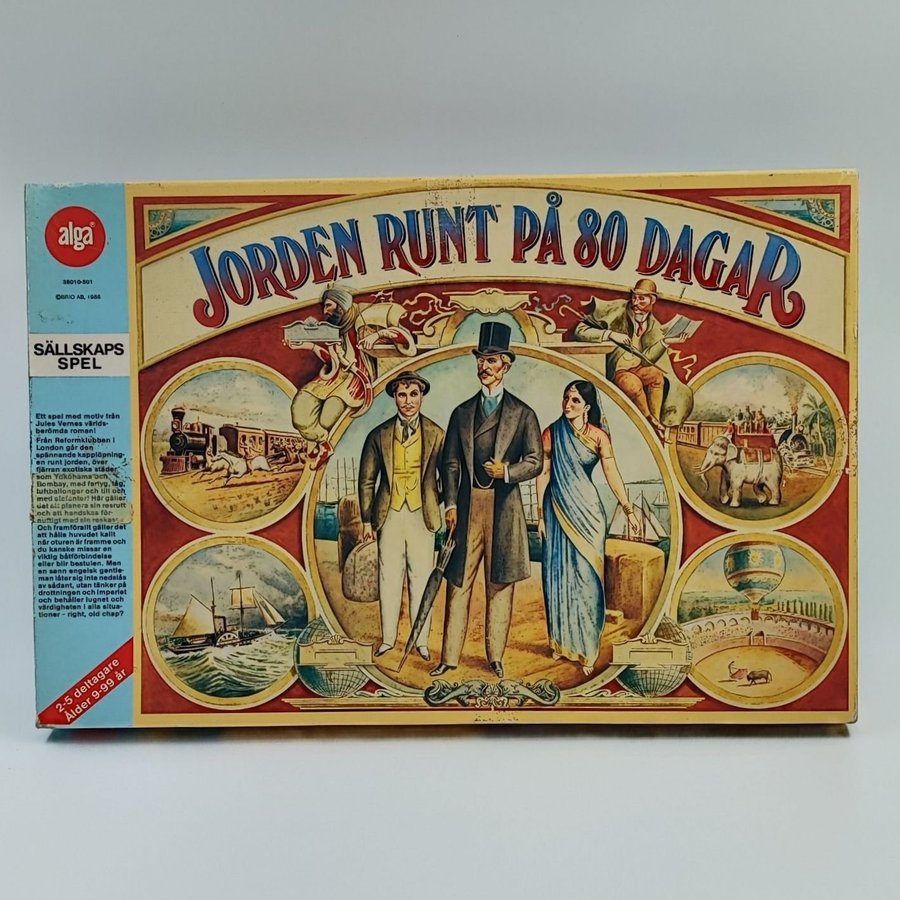 alga®
38010-501
©BRIO AB, 1986
SÄLLSKAPS
SPEL
Ett spel med motiv från
Jules Vernes världs-
berömda roman!
Från Reformklubben i
London går den
spännande kapplöpning-
en runt jorden, över
fjärran exotiska städer
som Yokohama och
Bombay, med fartyg, tåg,
luftballonger och till och
med elefanter! Här gäller
det att planera sin resrutt
och att handskas för-
nuftigt med sin reskassa
Och framförallt gäller det
att hålla huvudet kallt
när oturen är framme och
du kanske missar en
viktig båtförbindelse
eller blir bestulen. Men
en sann engelsk gentle-
man låter sig inte nedslås
av sådant, utan tänker på
drottningen och imperiet
och behåller lugnet och
värdigheten i alla situa-
tioner – right, old chap?
2-5 deltagare
Ålder 9-99 år
JORDEN RUNT PÅ 80 DAGAR